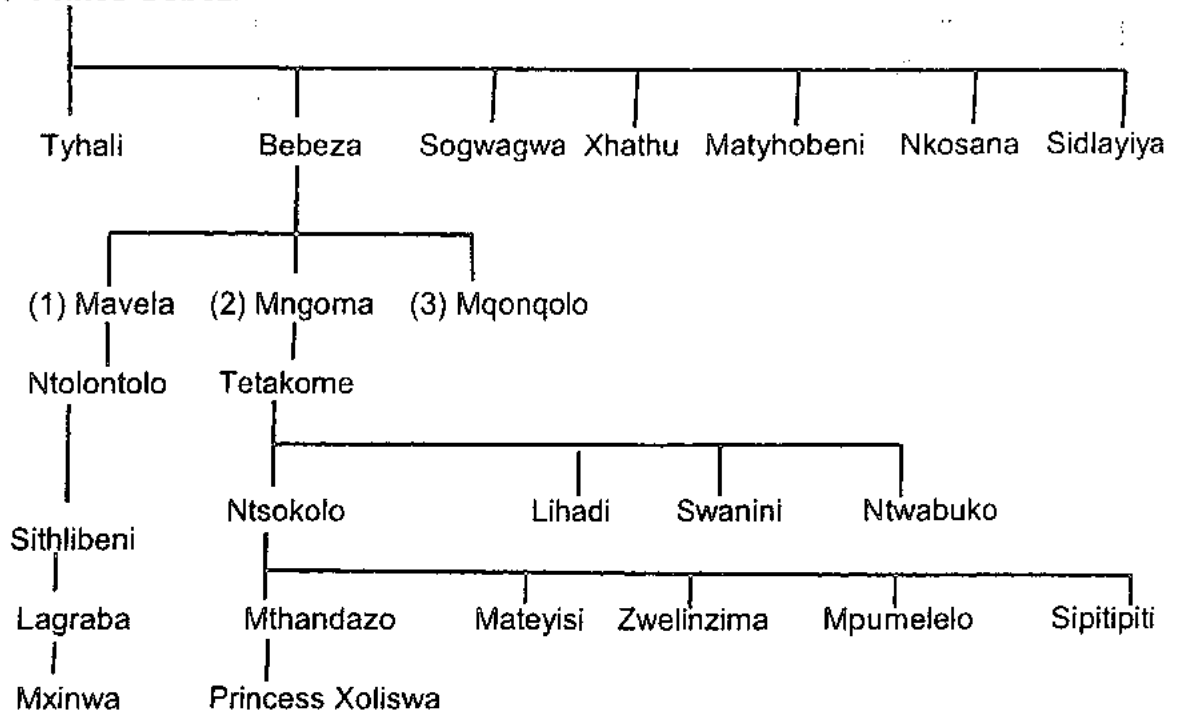 Tyhali Bebeza Sogwagwa Xhathu Matyhobeni Nkosana Sidlayiya
(1) Mavela (2) Mngoma (3) Mqonqolo
Ntolontolo Tetakome
Ntsokolo Lihadi Swanini Ntwabuko
Sithlibeni
Lagraba Mthandazo Mateyisi Zwelinzima Mpumelelo Sipitipiti
Mxinwa Princess Xoliswa